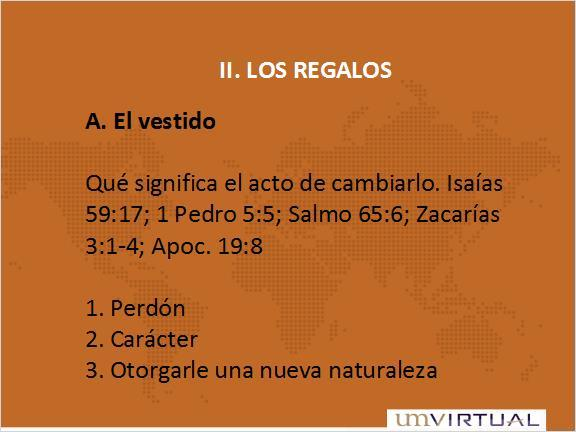 II. LOS REGALOS
A. El vestido
Qué significa el acto de cambiarlo. Isaías
59:17; 1 Pedro 5:5; Salmo 65:6; Zacarías
3:1-4; Apoc. 19:8
1. Perdón
2. Carácter
3. Otorgarle una nueva naturaleza
UMVIRTUAL